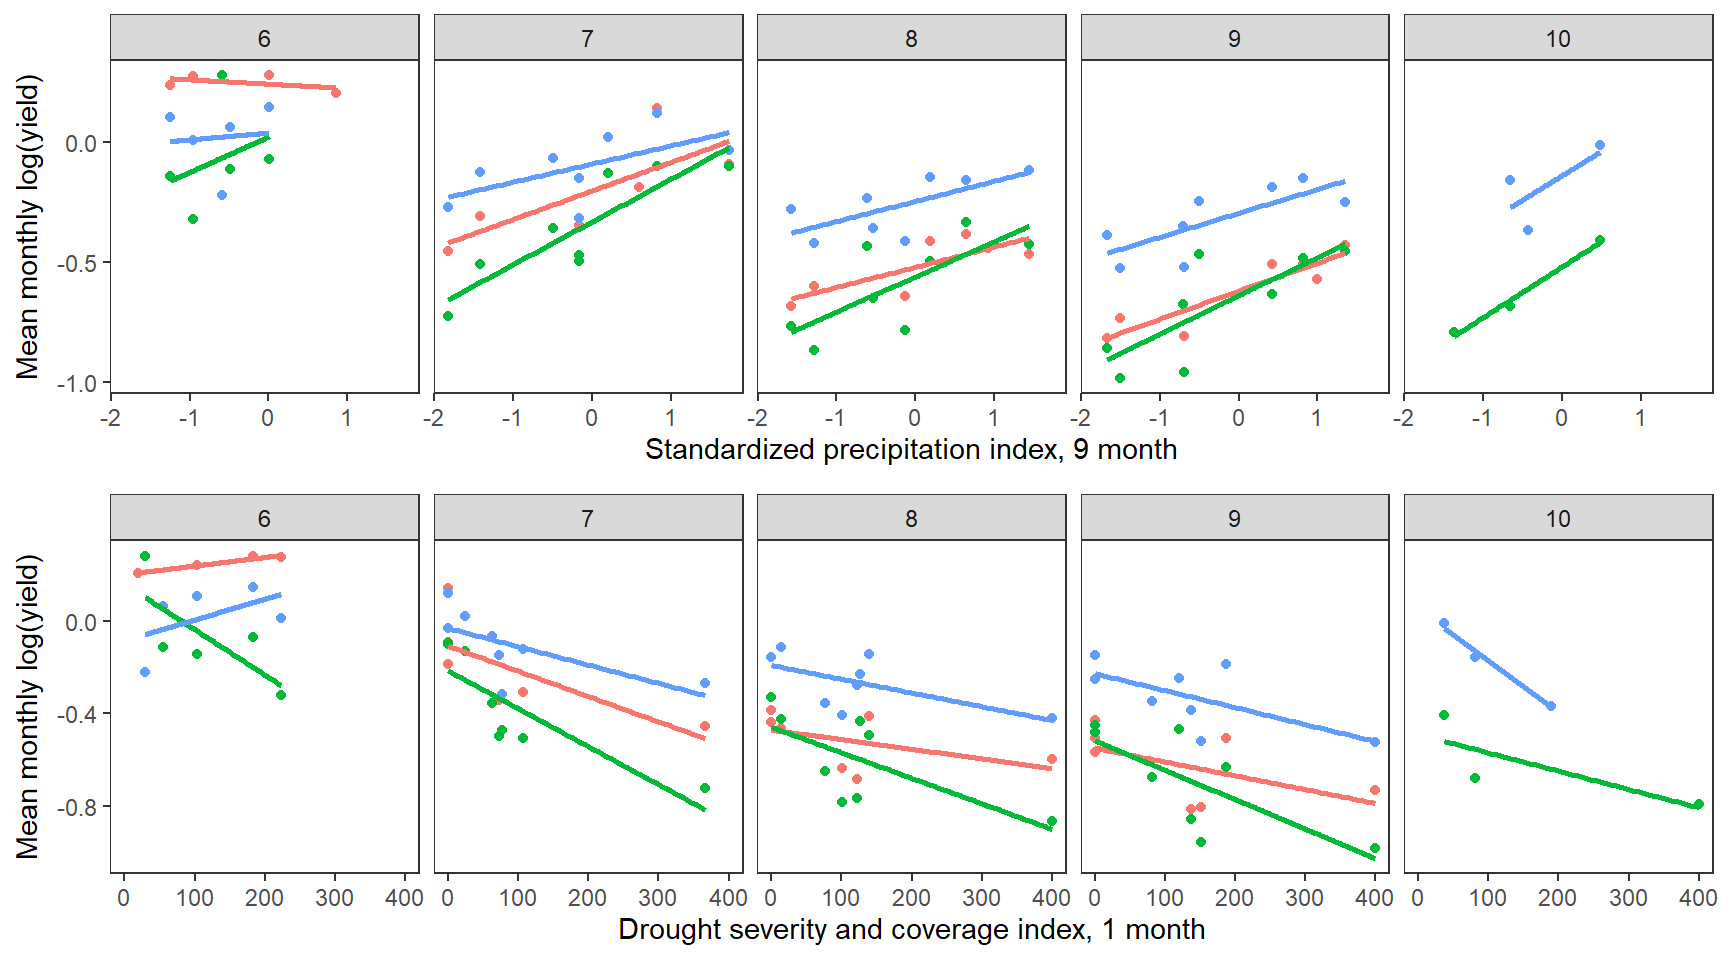 6 7 8 9 10
Mean monthly log(yield)
0.0
-0.5
-1.0
-2 -1 0 1 -2 -1 0 1 -2 -1 0 1 -2 -1 0 1 -2 -1 0 1
Standardized precipitation index, 9 month
6 7 8 9 10
Mean monthly log(yield)
0.0
-0.4
-0.8
0 100 200 300 400 0 100 200 300 400 0 100 200 300 400 0 100 200 300 400 0 100 200 300 400
Drought severity and coverage index, 1 month